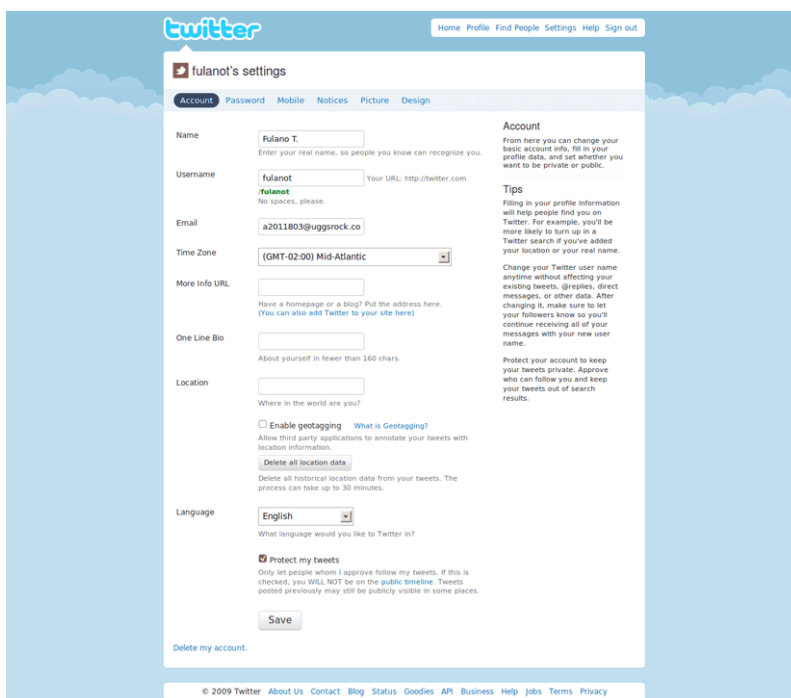 twitter
Home Profile Find People Settings Help Sign out
fulanot's settings
Account Password Mobile Notices Picture Design
Name
Fulano T.
Enter your real name, so people you know can recognize you.
Username
fulanot
Your URL: http://twitter.com
/fulanot
No spaces, please.
Email
a2011803@uggsrock.co
Time Zone
(GMT-02:00) Mid-Atlantic
More Info URL
Have a homepage or a blog? Put the address here.
(You can also add Twitter to your site here)
One Line Bio
About yourself in fewer than 160 chars.
Location
Where in the world are you?
Enable geotagging What is Geotagging?
Allow third party applications to annotate your tweets with
location information.
Delete all location data
Delete all historical location data from your tweets. The
process can take up to 30 minutes.
Language
English
What language would you like to Twitter in?
Protect my tweets
Only let people whom I approve follow my tweets. If this is
checked, you WILL NOT be on the public timeline. Tweets
posted previously may still be publicly visible in some places.
Save
Delete my account.
Account
From here you can change your
basic account info, fill in your
profile data, and set whether you
want to be private or public.
Tips
Filling in your profile information
will help people find you on
Twitter. For example, you'll be
more likely to turn up in a
Twitter search if you've added
your location or your real name.
Change your Twitter user name
anytime without affecting your
existing tweets, @replies, direct
messages, or other data. After
changing it, make sure to let
your followers know so you'll
continue receiving all of your
messages with your new user
name.
Protect your account to keep
your tweets private. Approve
who can follow you and keep
your tweets out of search
results.
© 2009 Twitter About Us Contact Blog Status Goodies API Business Help Jobs Terms Privacy